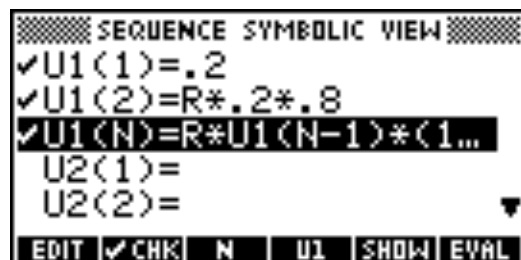 SEQUENCE SYMBOLIC VIEW
✓U1(1)=.2
✓U1(2)=R*.2*.8
✓U1(N)=R*U1(N-1)*(1…
U2(1)=
U2(2)=
EDIT ✓CHK N U1 SHOW EVAL